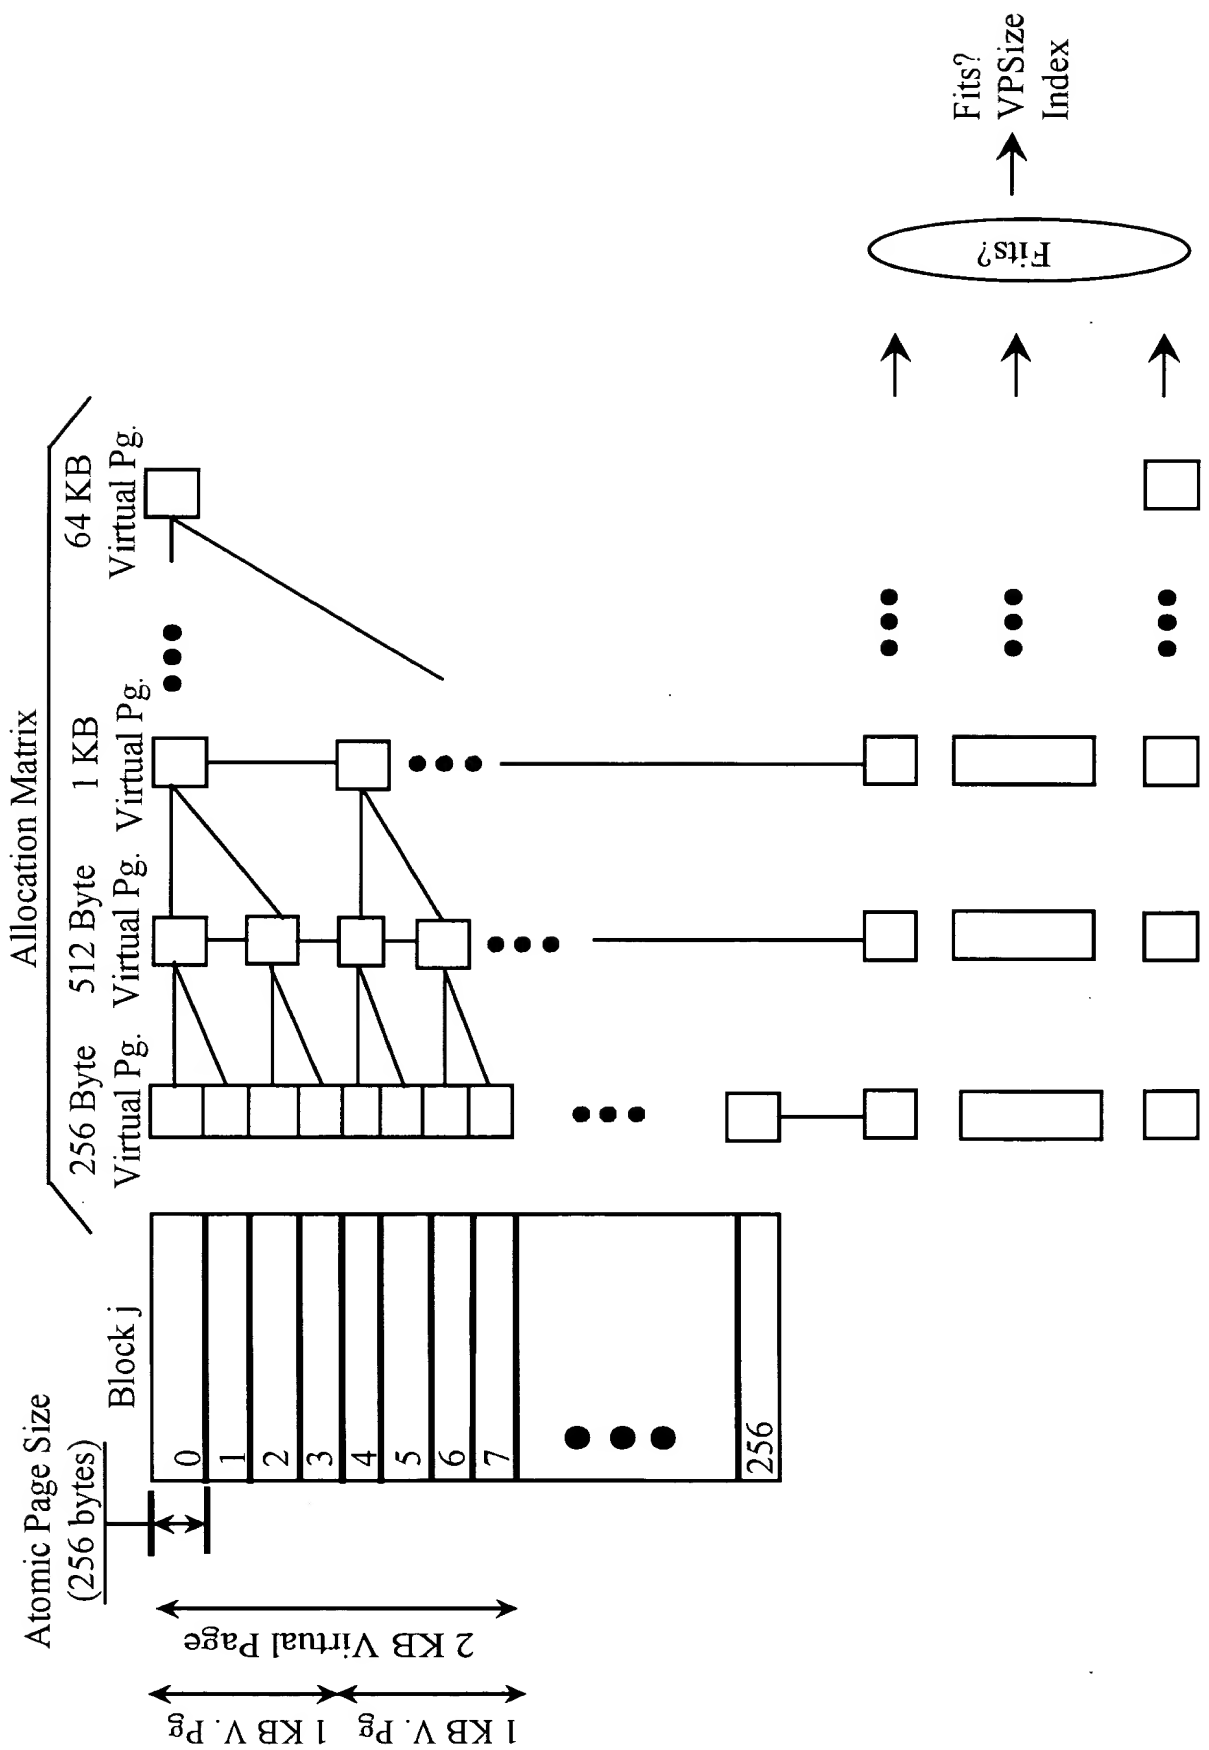 Allocation Matrix
Atomic Page Size
(256 bytes)
Block j
256 Byte
Virtual Pg.
512 Byte
Virtual Pg.
1 KB
Virtual Pg.
64 KB
Virtual Pg.
0
1
2
3
4
5
6
7
256
2 KB Virtual Page
1 KB V. Pg
1 KB V. Pg
Fits?
Fits?
VPSize
Index